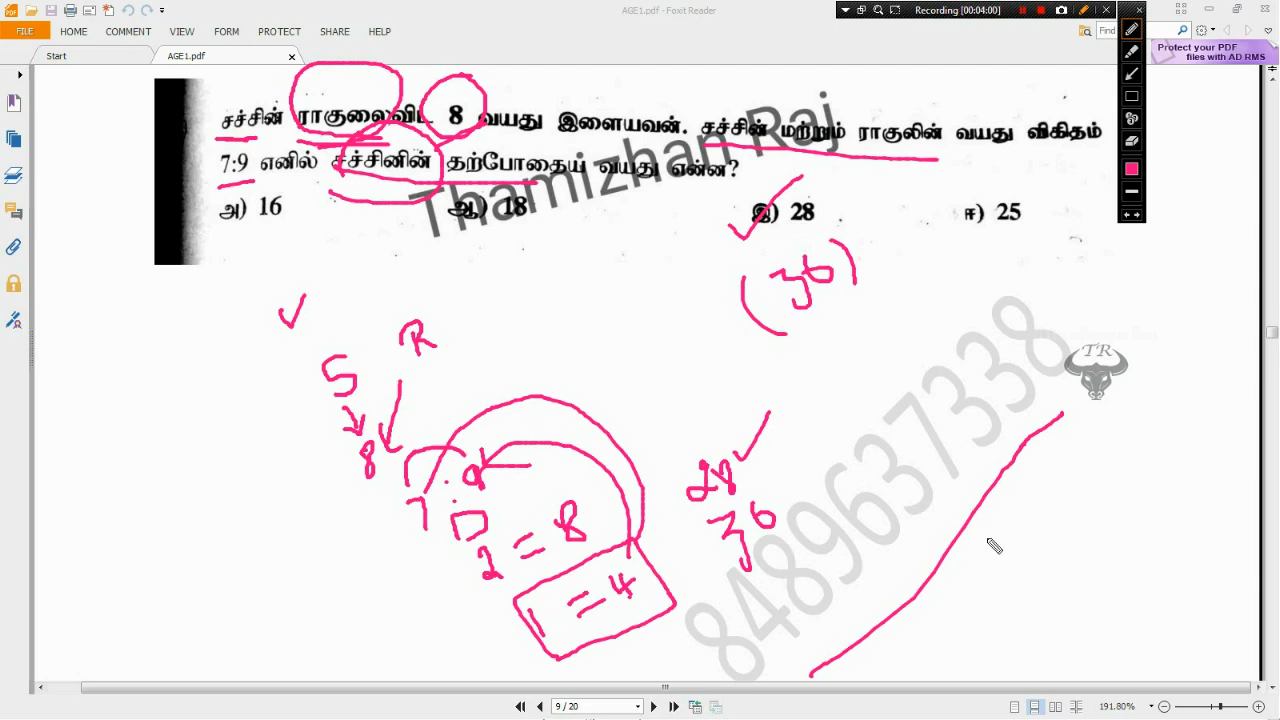 AGE1.pdf - Foxit Reader
Recording [00:04:00]
FILE HOME COMMENT VIEW FORM PROTECT SHARE HELP
Find
Start AGE1.pdf
Protect your PDF
files with AD RMS
சச்சின் ராகுலைவிட 8 வயது இளையவன். சச்சின் மற்றும் ராகுலின் வயது விகிதம்
7:9 எனில் சச்சினின் தற்போதைய வயது என்ன?
அ) 16 ஆ) 18 இ) 28 ஈ) 25
Thamizhan Raj
(36)
S R
8
7 : 9
D
2 = 8
1 = 4
28
36
TR
8489637338
9 / 20
191.80%